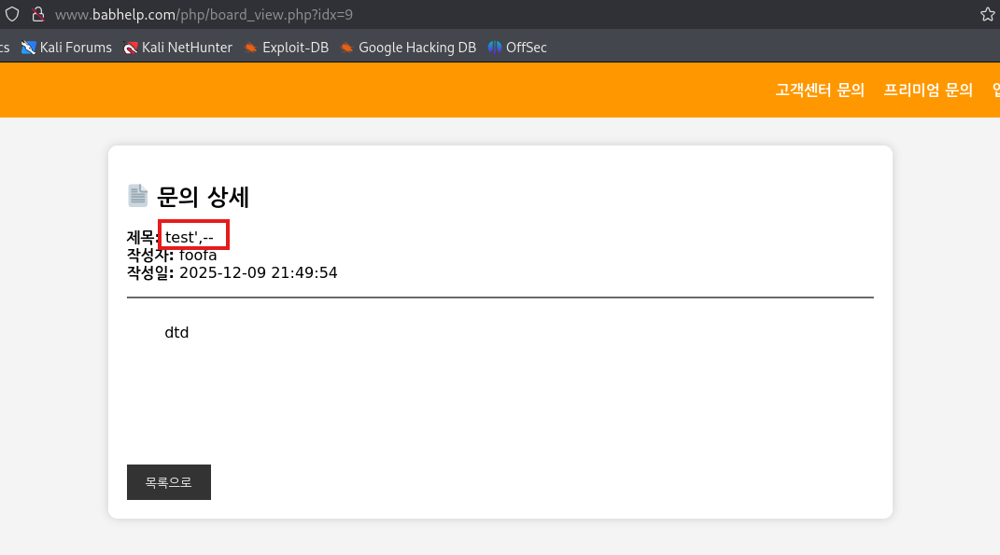 www.babhelp.com/php/board_view.php?idx=9
cs Kali Forums Kali NetHunter Exploit-DB Google Hacking DB OffSec
고객센터 문의 프리미엄 문의
문의 상세
제목: test',--
작성자: foofa
작성일: 2025-12-09 21:49:54
dtd
목록으로